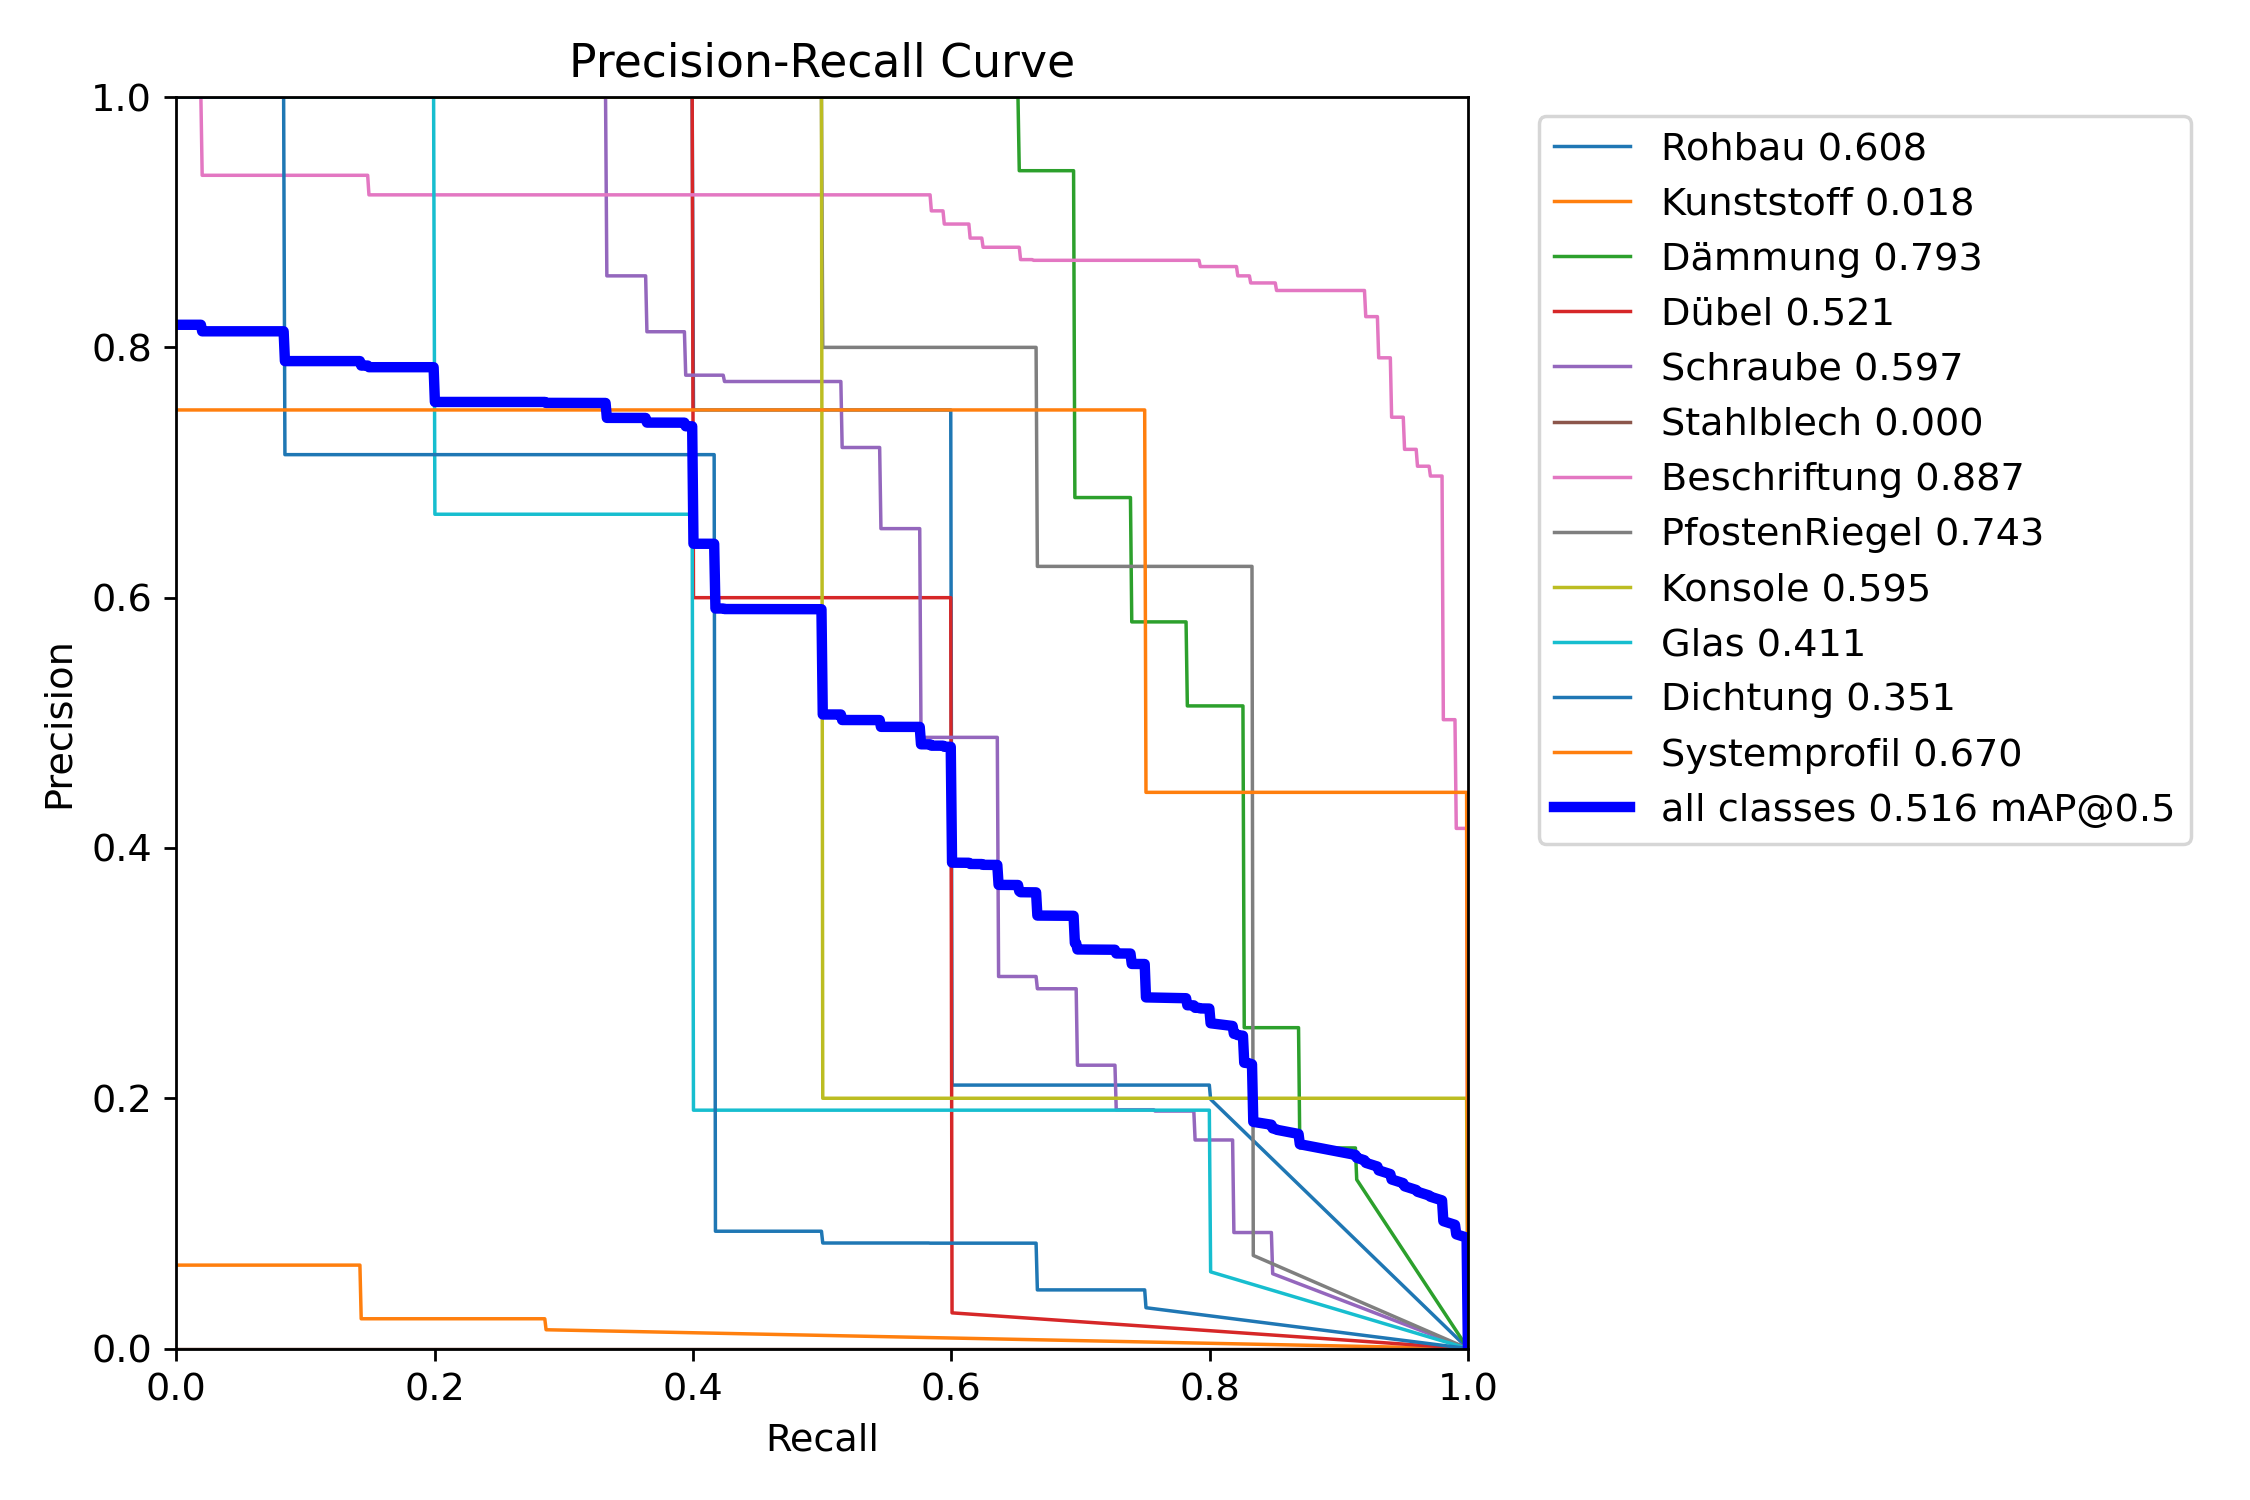 Precision-Recall Curve
1.0
0.8
0.6
0.4
0.2
0.0
Precision
0.0 0.2 0.4 0.6 0.8 1.0
Recall
Rohbau 0.608
Kunststoff 0.018
Dämmung 0.793
Dübel 0.521
Schraube 0.597
Stahlblech 0.000
Beschriftung 0.887
PfostenRiegel 0.743
Konsole 0.595
Glas 0.411
Dichtung 0.351
Systemprofil 0.670
all classes 0.516 mAP@0.5